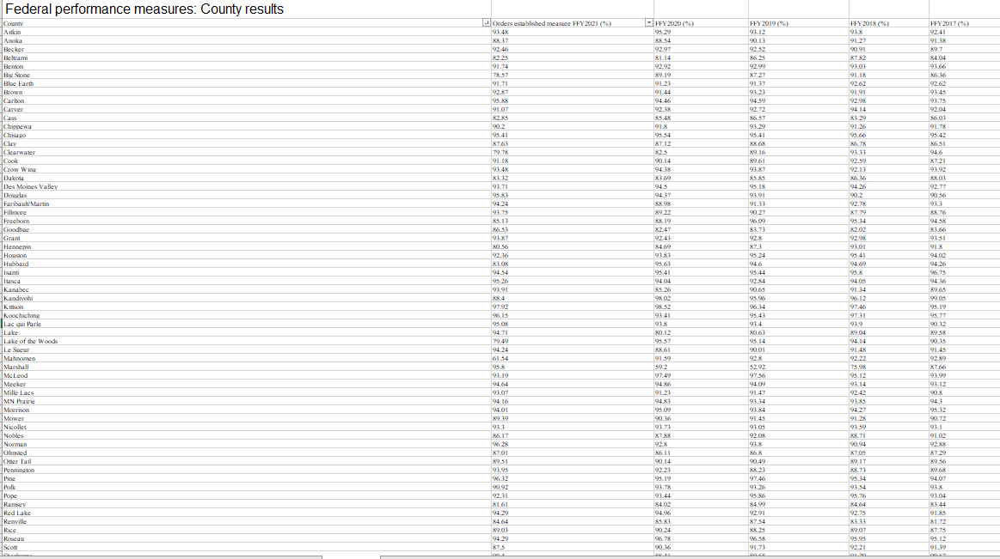 Federal performance measures: County results
County Orders established measure FFY2021 (%) FFY2020 (%) FFY2019 (%) FFY2018 (%) FFY2017 (%)
Aitkin 93.48 95.29 93.12 93.8 92.41
Anoka 88.37 88.54 90.13 91.27 91.38
Becker 92.46 92.97 92.52 90.91 89.7
Beltrami 82.25 81.14 86.25 87.82 84.04
Benton 91.74 92.92 92.99 93.03 93.66
Big Stone 78.57 89.19 87.27 91.18 86.36
Blue Earth 91.71 91.23 91.37 92.62 92.62
Brown 92.87 91.44 93.23 91.91 93.45
Carlton 95.88 94.46 94.59 92.98 93.75
Carver 91.07 92.38 92.72 94.14 92.04
Cass 82.85 85.48 86.57 83.29 86.03
Chippewa 90.2 91.8 93.29 91.26 91.78
Chisago 95.41 95.54 95.41 95.66 95.42
Clay 87.63 87.12 88.68 86.78 86.51
Clearwater 79.78 82.5 89.16 93.33 94.6
Cook 91.18 90.14 89.61 92.59 87.21
Crow Wing 93.48 94.38 93.87 92.13 93.92
Dakota 83.32 83.69 85.85 86.36 88.03
Des Moines Valley 93.71 94.5 95.18 94.26 92.77
Douglas 95.83 94.37 93.91 90.2 90.56
Faribault/Martin 94.24 88.98 91.33 92.78 93.3
Fillmore 93.75 89.22 90.27 87.79 88.76
Freeborn 85.13 88.19 96.09 95.34 94.58
Goodhue 86.53 82.47 83.73 82.02 83.66
Grant 93.87 92.43 92.8 92.98 93.51
Hennepin 80.56 84.69 87.3 93.01 91.8
Houston 92.36 93.83 95.24 95.41 94.02
Hubbard 83.08 95.63 94.6 94.69 94.26
Isanti 94.54 95.41 95.44 95.8 96.75
Itasca 95.26 94.04 92.84 94.05 94.36
Kanabec 93.91 85.26 90.65 91.34 89.65
Kandiyohi 88.4 98.02 95.96 96.12 99.05
Kittson 97.92 98.52 96.34 97.46 95.19
Koochiching 96.15 93.41 95.43 97.31 95.77
Lac qui Parle 95.08 93.8 93.4 93.9 90.32
Lake 94.71 80.12 80.63 89.04 89.58
Lake of the Woods 79.49 95.57 95.14 94.14 90.35
Le Sueur 94.24 88.61 90.01 91.48 91.45
Mahnomen 61.54 91.59 92.8 92.22 92.89
Marshall 95.8 59.2 52.92 75.98 87.66
McLeod 93.19 97.49 97.56 95.12 93.99
Meeker 94.64 94.86 94.09 93.14 93.12
Mille Lacs 93.07 91.23 91.47 92.42 90.8
MN Prairie 94.16 94.83 93.34 93.85 94.3
Morrison 94.01 95.09 93.84 94.27 95.32
Mower 89.39 90.36 91.45 91.28 90.72
Nicollet 93.3 93.73 93.05 93.59 93.1
Nobles 86.17 87.88 92.08 88.71 91.02
Norman 96.28 92.8 93.8 90.94 92.88
Olmsted 87.01 86.11 86.8 87.05 87.29
Otter Tail 89.51 90.14 90.49 89.17 89.56
Pennington 93.95 92.23 88.23 88.73 89.68
Pine 96.32 95.19 97.46 95.34 94.07
Polk 90.92 93.78 93.26 93.54 93.8
Pope 92.31 93.44 95.86 95.76 93.04
Ramsey 81.61 84.02 84.99 84.64 83.44
Red Lake 94.29 94.96 92.91 92.75 91.85
Renville 84.64 85.83 87.54 83.33 81.72
Rice 89.03 90.24 88.25 89.07 87.75
Roseau 94.29 96.78 96.58 95.95 95.12
Scott 87.5 90.36 91.73 92.21 91.39